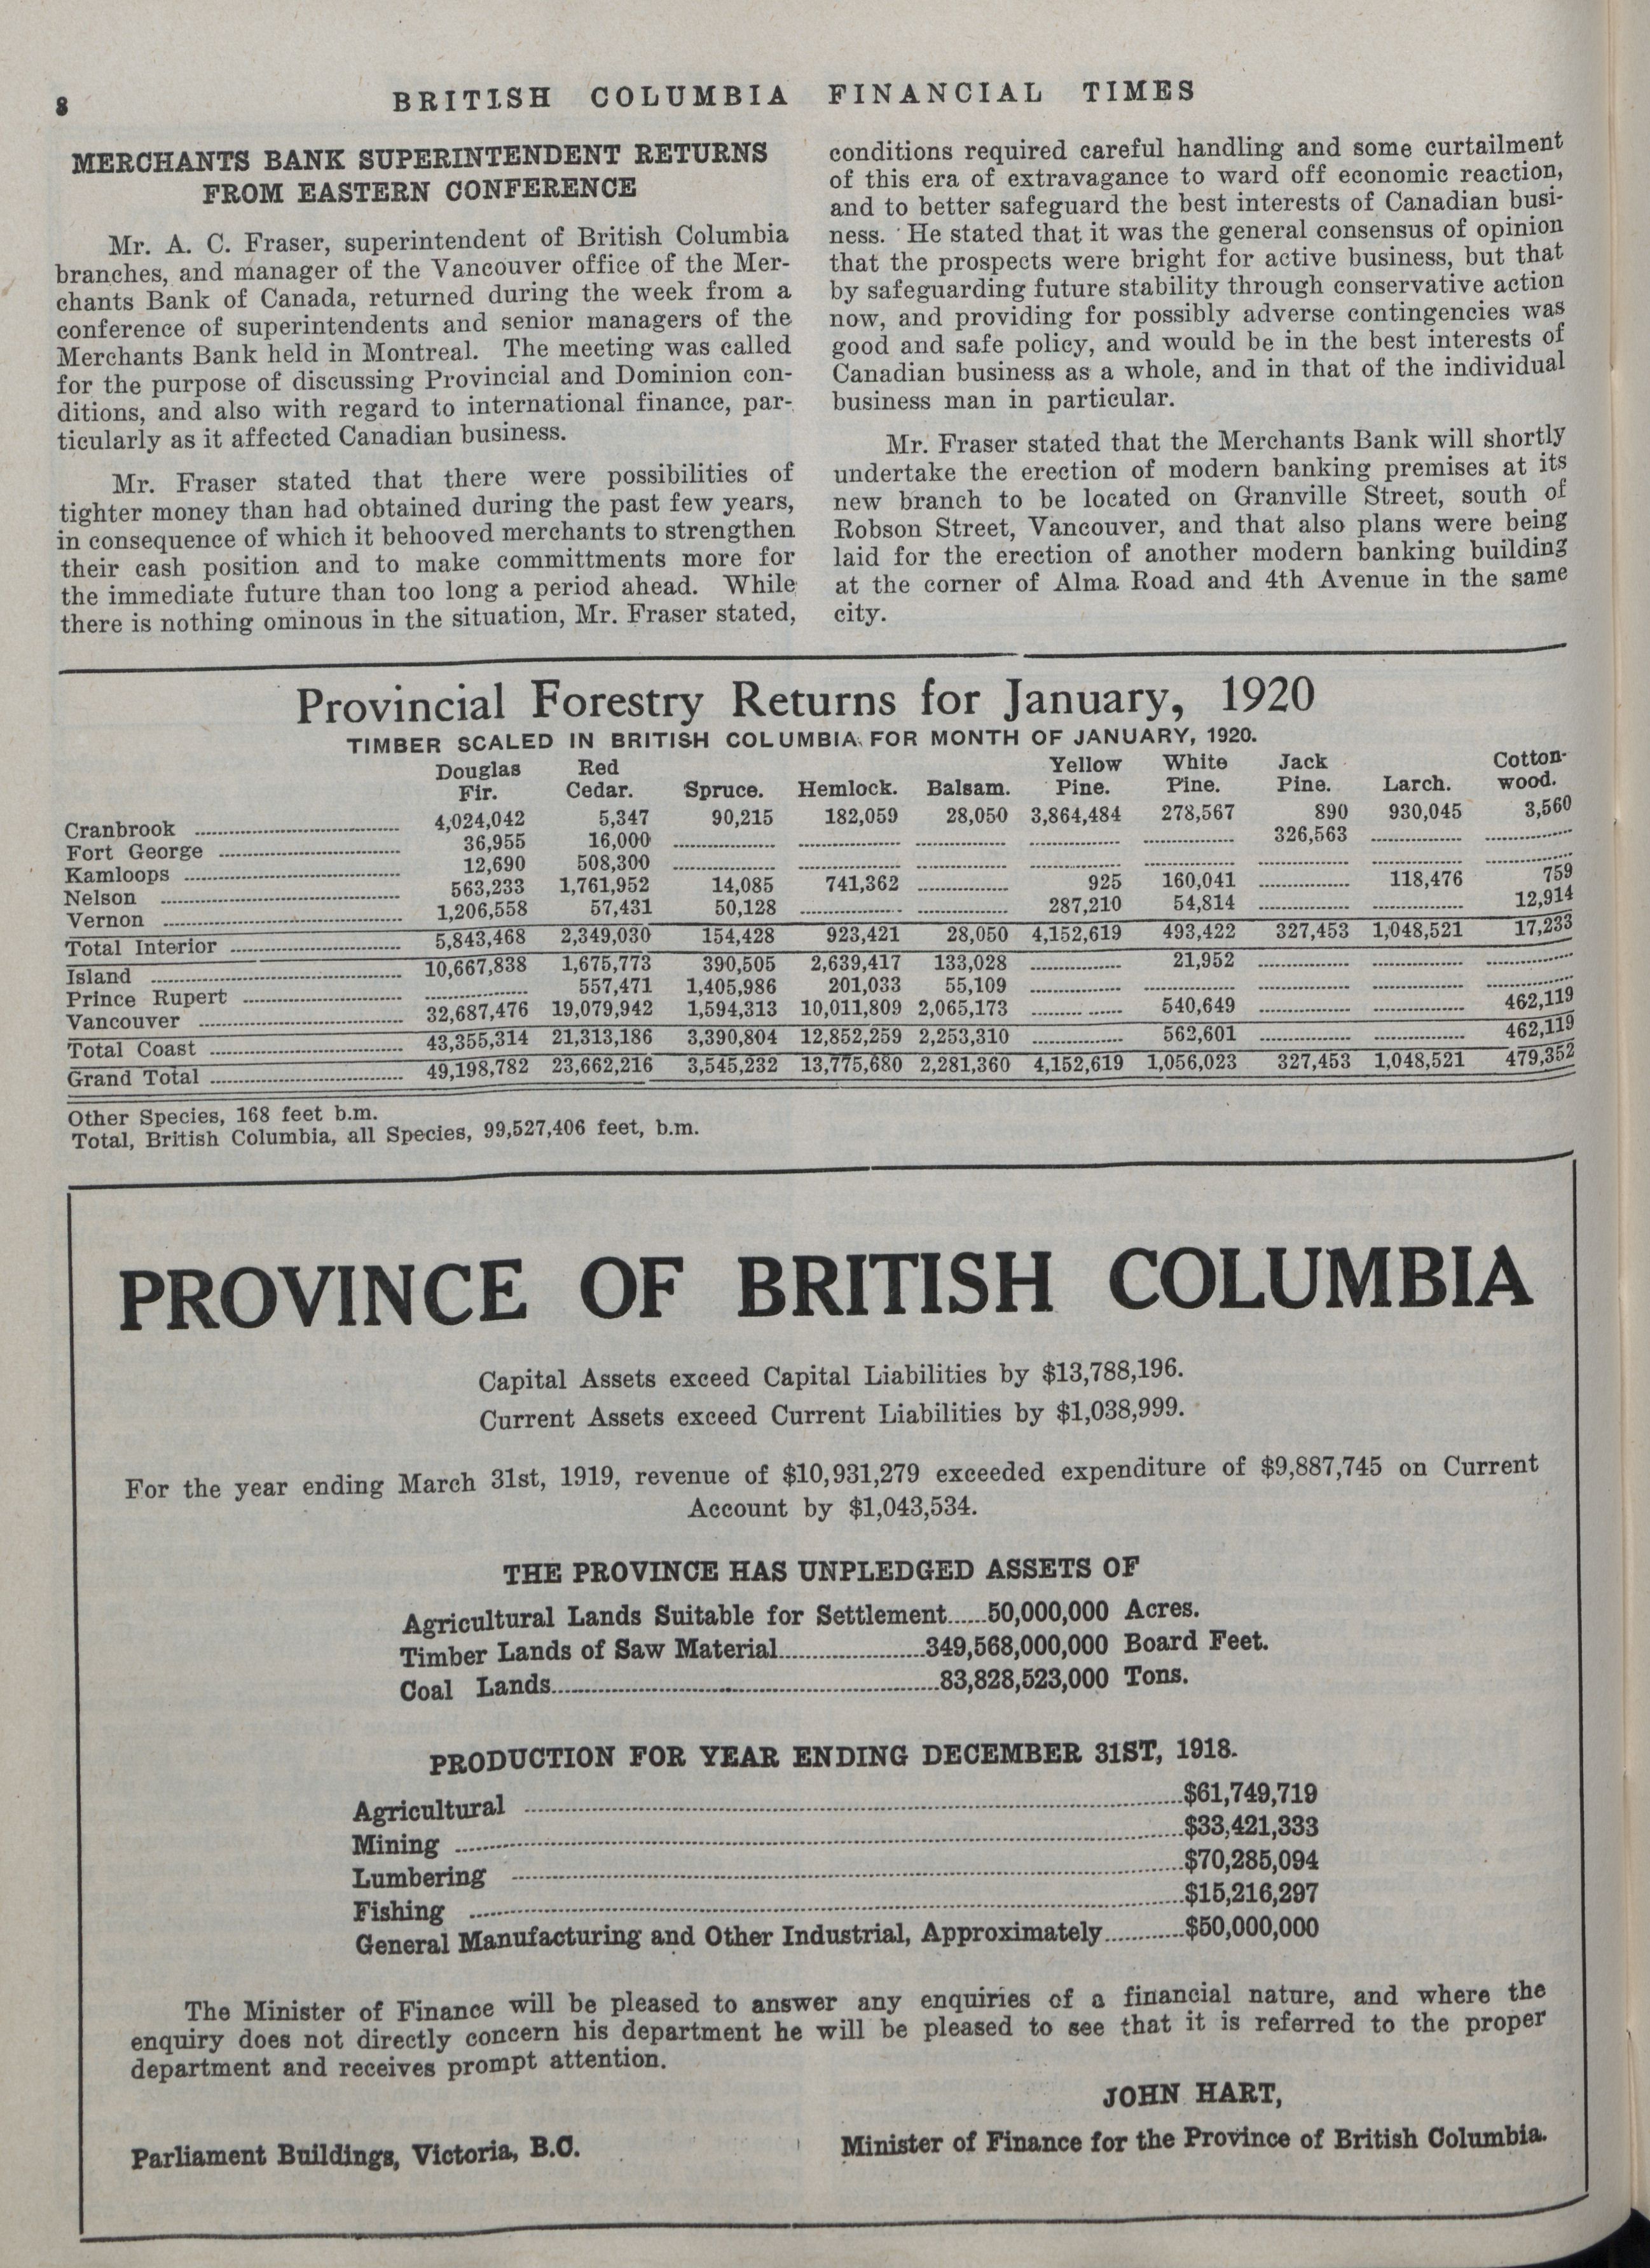 8
BRITISH COLUMBIA FINANCIAL TIMES
MERCHANTS BANK SUPERINTENDENT RETURNS
FROM EASTERN CONFERENCE
Mr. A. C. Fraser, superintendent of British Columbia
branches, and manager of the Vancouver office of the Mer-
chants Bank of Canada, returned during the week from a
conference of superintendents and senior managers of the
Merchants Bank held in Montreal. The meeting was called
for the purpose of discussing Provincial and Dominion con-
ditions, and also with regard to international finance, par-
ticularly as it affected Canadian business.
Mr. Fraser stated that there were possibilities of
tighter money than had obtained during the past few years,
in consequence of which it behooved merchants to strengthen
their cash position and to make committments more for
the immediate future than too long a period ahead. While
there is nothing ominous in the situation, Mr. Fraser stated,
conditions required careful handling and some curtailment
of this era of extravagance to ward off economic reaction,
and to better safeguard the best interests of Canadian busi-
ness. He stated that it was the general consensus of opinion
that the prospects were bright for active business, but that
by safeguarding future stability through conservative action
now, and providing for possibly adverse contingencies was
good and safe policy, and would be in the best interests of
Canadian business as a whole, and in that of the individual
business man in particular.
Mr. Fraser stated that the Merchants Bank will shortly
undertake the erection of modern banking premises at its
new branch to be located on Granville Street, south of
Robson Street, Vancouver, and that also plans were being
laid for the erection of another modern banking building
at the corner of Alma Road and 4th Avenue in the same
city.
Provincial Forestry Returns for January, 1920
TIMBER SCALED IN BRITISH COLUMBIA FOR MONTH OF JANUARY, 1920.
Douglas Red Yellow White Jack Cotton-
Fir. Cedar. Spruce. Hemlock. Balsam. Pine. Pine. Pine. Larch. wood.
Cranbrook 4,024,042 5,347 90,215 182,059 28,050 3,864,484 278,567 890 930,045 3,560
Fort George 36,955 16,000 326,563
Kamloops 12,690 508,300
Nelson 563,233 1,761,952 14,085 741,362 925 160,041 118,476 759
Vernon 1,206,558 57,431 50,128 287,210 54,814 12,914
Total Interior 5,843,468 2,349,030 154,428 923,421 28,050 4,152,619 493,422 327,453 1,048,521 17,233
Island 10,667,838 1,675,773 390,505 2,639,417 133,028 21,952
Prince Rupert 557,471 1,405,986 201,033 55,109
Vancouver 32,687,476 19,079,942 1,594,313 10,011,809 2,065,173 540,649 462,119
Total Coast 43,355,314 21,313,186 3,390,804 12,852,259 2,253,310 562,601 462,119
Grand Total 49,198,782 23,662,216 3,545,232 13,775,680 2,281,360 4,152,619 1,056,023 327,453 1,048,521 479,352
Other Species, 168 feet b.m.
Total, British Columbia, all Species, 99,527,406 feet, b.m.
PROVINCE OF BRITISH COLUMBIA
Capital Assets exceed Capital Liabilities by $13,788,196.
Current Assets exceed Current Liabilities by $1,038,999.
For the year ending March 31st, 1919, revenue of $10,931,279 exceeded expenditure of $9,887,745 on Current
Account by $1,043,534.
THE PROVINCE HAS UNPLEDGED ASSETS OF
Agricultural Lands Suitable for Settlement......50,000,000 Acres.
Timber Lands of Saw Material......349,568,000,000 Board Feet.
Coal Lands......83,828,523,000 Tons.
PRODUCTION FOR YEAR ENDING DECEMBER 31ST, 1918.
Agricultural ......$61,749,719
Mining ......$33,421,333
Lumbering ......$70,285,094
Fishing ......$15,216,297
General Manufacturing and Other Industrial, Approximately......$50,000,000
The Minister of Finance will be pleased to answer any enquiries of a financial nature, and where the
enquiry does not directly concern his department he will be pleased to see that it is referred to the proper
department and receives prompt attention.
JOHN HART,
Parliament Buildings, Victoria, B.C. Minister of Finance for the Province of British Columbia.